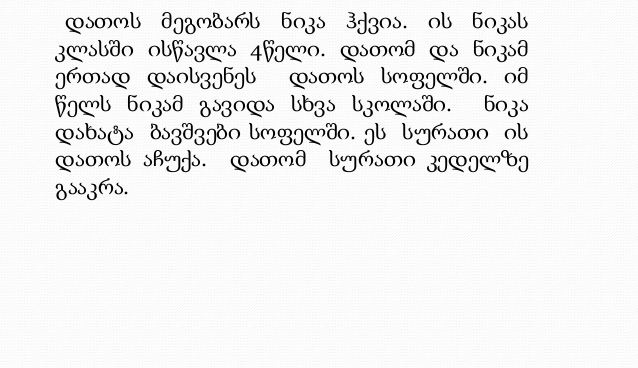 დათოს მეგობარს ნიკა ჰქვია. ის ნიკას
კლასში ისწავლა 4წელი. დათომ და ნიკამ
ერთად დაისვენეს დათოს სოფელში. იმ
წელს ნიკამ გავიდა სხვა სკოლაში. ნიკა
დახატა ბავშვები სოფელში. ეს სურათი ის
დათოს აჩუქა. დათომ სურათი კედელზე
გააკრა.